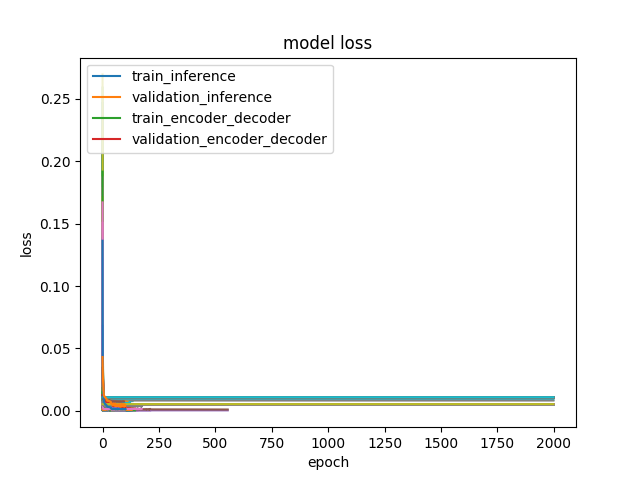 model loss
train_inference
validation_inference
train_encoder_decoder
validation_encoder_decoder
0.25
0.20
0.15
0.10
0.05
0.00
loss
0 250 500 750 1000 1250 1500 1750 2000
epoch